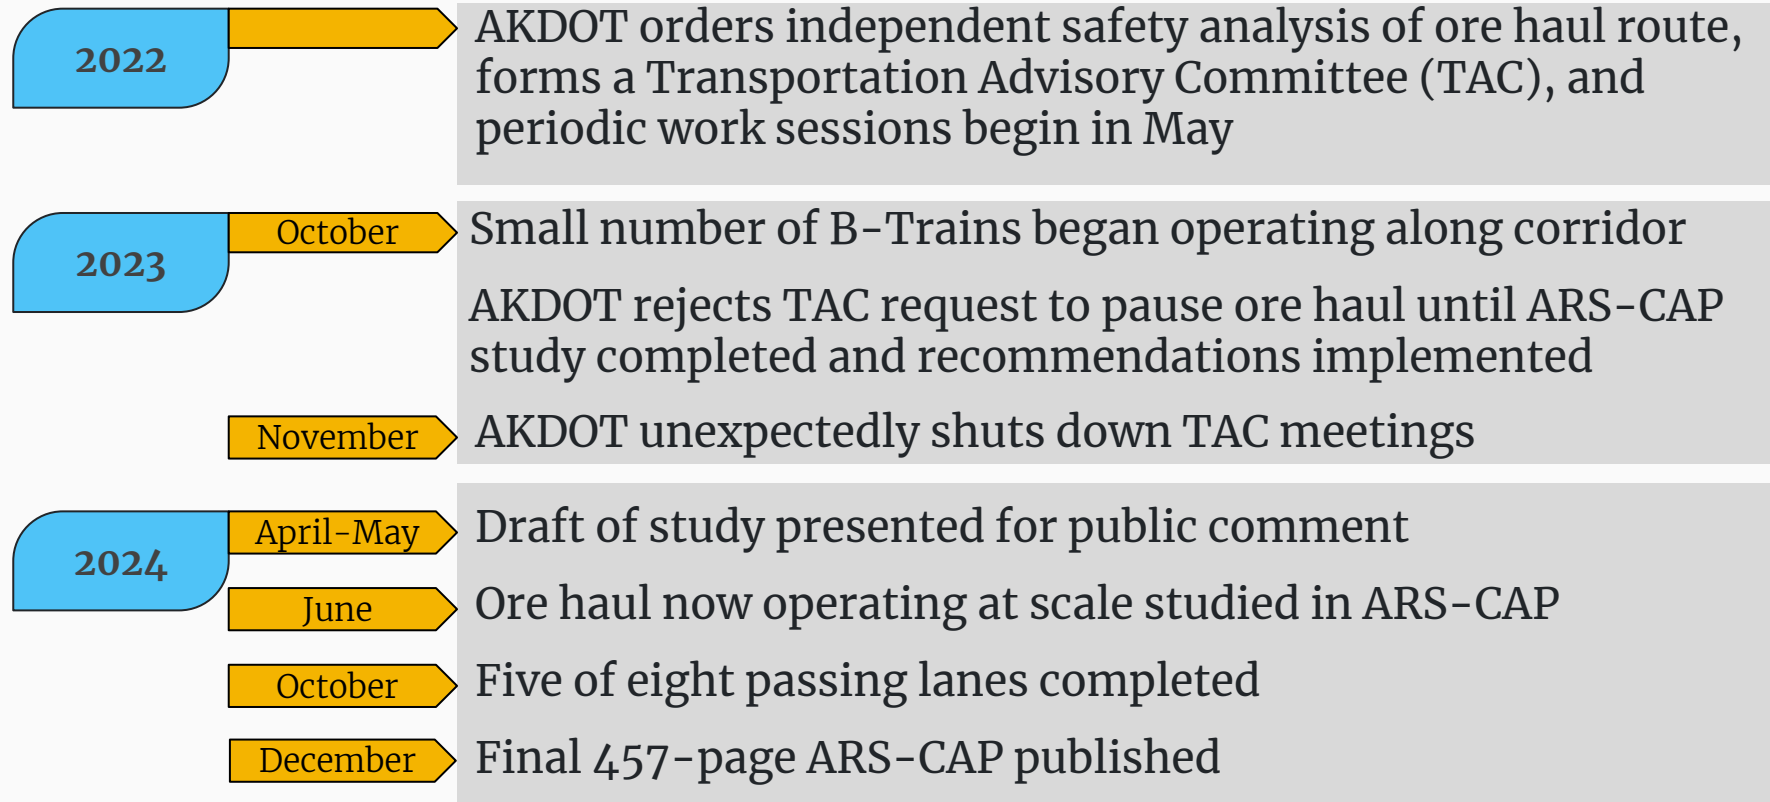 2022
AKDOT orders independent safety analysis of ore haul route,
forms a Transportation Advisory Committee (TAC), and
periodic work sessions begin in May
2023
October
Small number of B-Trains began operating along corridor
AKDOT rejects TAC request to pause ore haul until ARS-CAP
study completed and recommendations implemented
November
AKDOT unexpectedly shuts down TAC meetings
2024
April-May
Draft of study presented for public comment
June
Ore haul now operating at scale studied in ARS-CAP
October
Five of eight passing lanes completed
December
Final 457-page ARS-CAP published